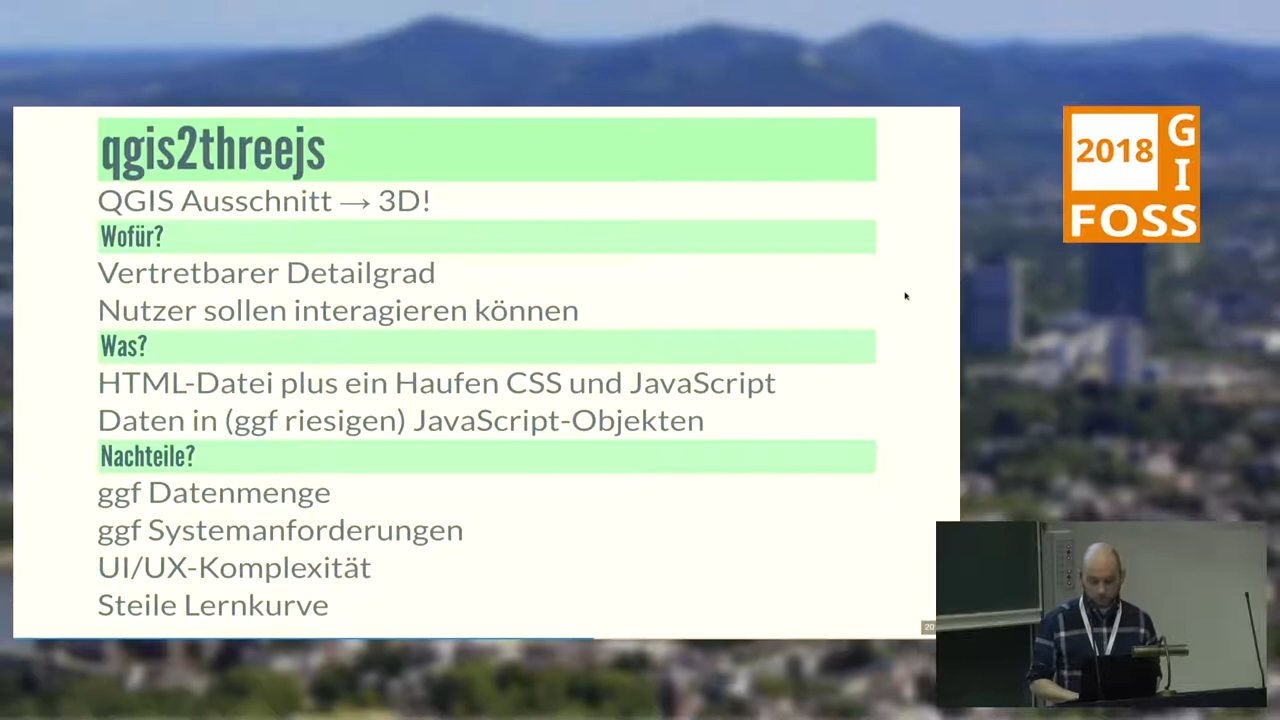 qgis2threejs
QGIS Ausschnitt → 3D!
Wofür?
Vertretbarer Detailgrad
Nutzer sollen interagieren können
Was?
HTML-Datei plus ein Haufen CSS und JavaScript
Daten in (ggf riesigen) JavaScript-Objekten
Nachteile?
ggf Datenmenge
ggf Systemanforderungen
UI/UX-Komplexität
Steile Lernkurve
20
2018
G
I
FOSS